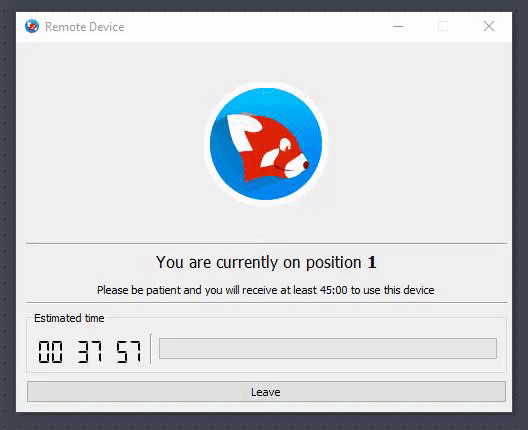 Remote Device
You are currently on position 1
Please be patient and you will receive at least 45:00 to use this device
Estimated time
00 37 57
Leave